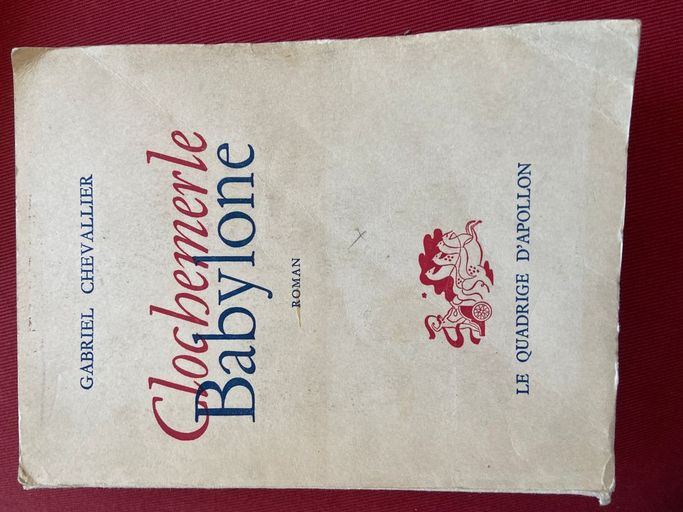 GABRIEL CHEVALLIER
Clochemerle
Babylone
ROMAN
LE QUADRIGE D'APOLLON